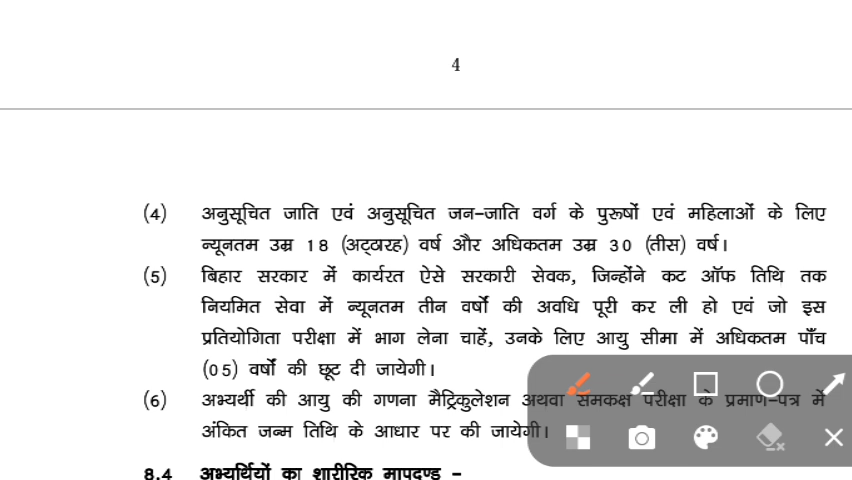 4
(4) अनुसूचित जाति एवं अनुसूचित जन-जाति वर्ग के पुरूषों एवं महिलाओं के लिए
न्यूनतम उम्र 18 (अट्ठारह) वर्ष और अधिकतम उम्र 30 (तीस) वर्ष।
(5) बिहार सरकार में कार्यरत ऐसे सरकारी सेवक, जिन्होंने कट ऑफ तिथि तक
नियमित सेवा में न्यूनतम तीन वर्षों की अवधि पूरी कर ली हो एवं जो इस
प्रतियोगिता परीक्षा में भाग लेना चाहें, उनके लिए आयु सीमा में अधिकतम पाँच
(05) वर्षों की छूट दी जायेगी।
(6) अभ्यर्थी की आयु की गणना मैट्रिकुलेशन अथवा समकक्ष परीक्षा के प्रमाण-पत्र में
अंकित जन्म तिथि के आधार पर की जायेगी।
8.4 अभ्यर्थियों का शारीरिक मापदण्ड -